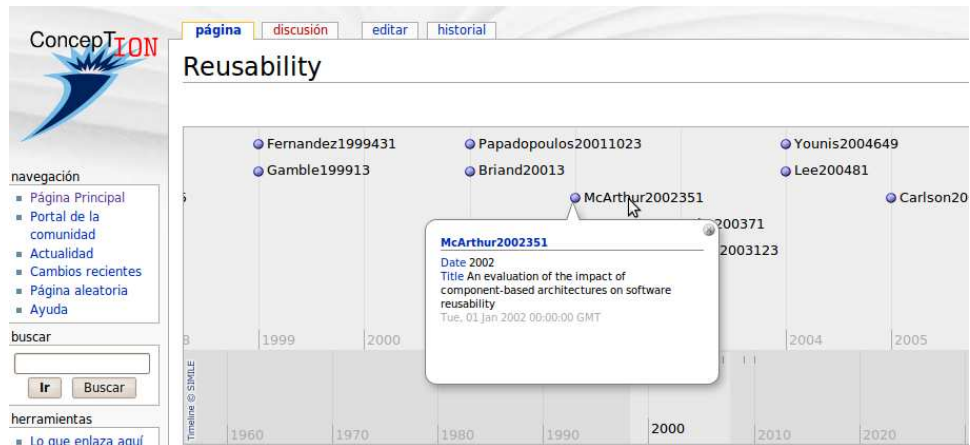 ConcepTION
página discusión editar historial
Reusability
Fernandez1999431 Papadopoulos20011023 Younis2004649
Gamble199913 Briand20013 Lee200481
McArthur2002351 Carlson20
200371
2003123
McArthur2002351
Date 2002
Title An evaluation of the impact of
component-based architectures on software
reusability
Tue, 01 Jan 2002 00:00:00 GMT
1999 2000 2004 2005
Timeline © SIMILE
1960 1970 1980 1990 2000 2010 2020
navegación
Página Principal
Portal de la
comunidad
Actualidad
Cambios recientes
Página aleatoria
Ayuda
buscar
Ir Buscar
herramientas
Lo que enlaza aquí